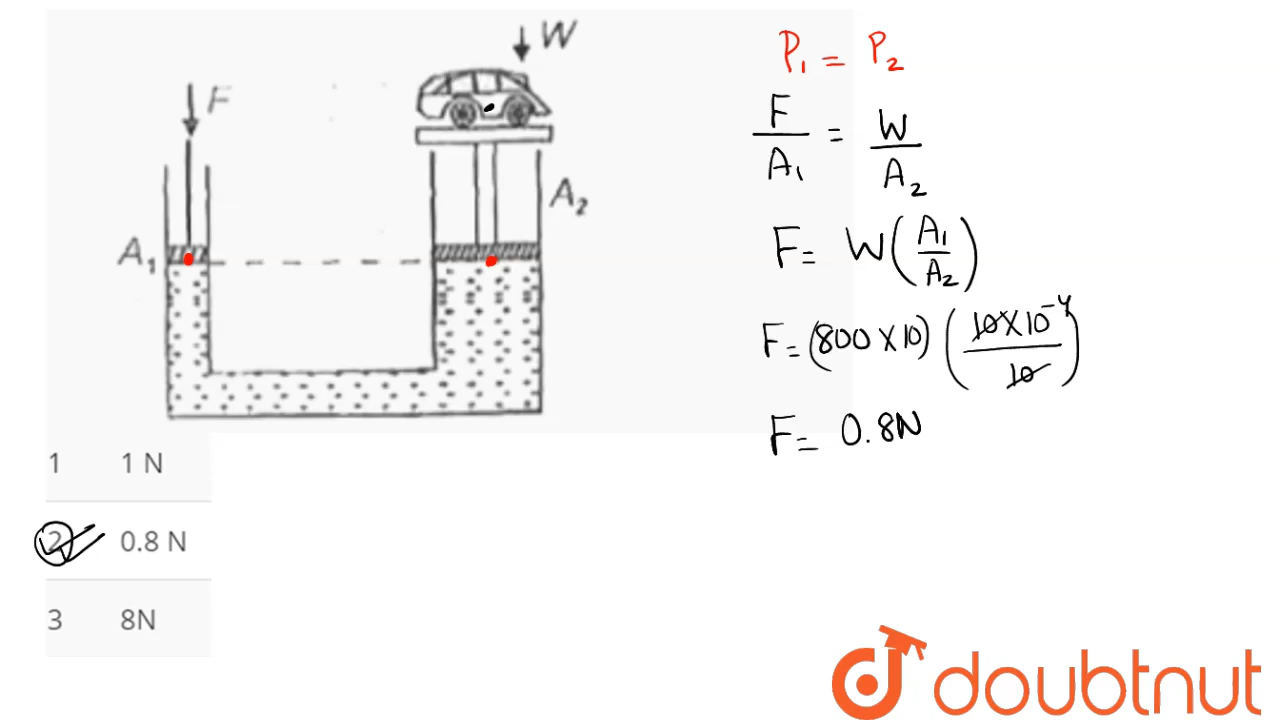 W
F
A₁
A₂
1 1 N
2 0.8 N
3 8N
P₁ = P₂
F/A₁ = W/A₂
F = W(A₁/A₂)
F = (800 × 10) (10×10⁻⁴/10)
F = 0.8N
doubtnut